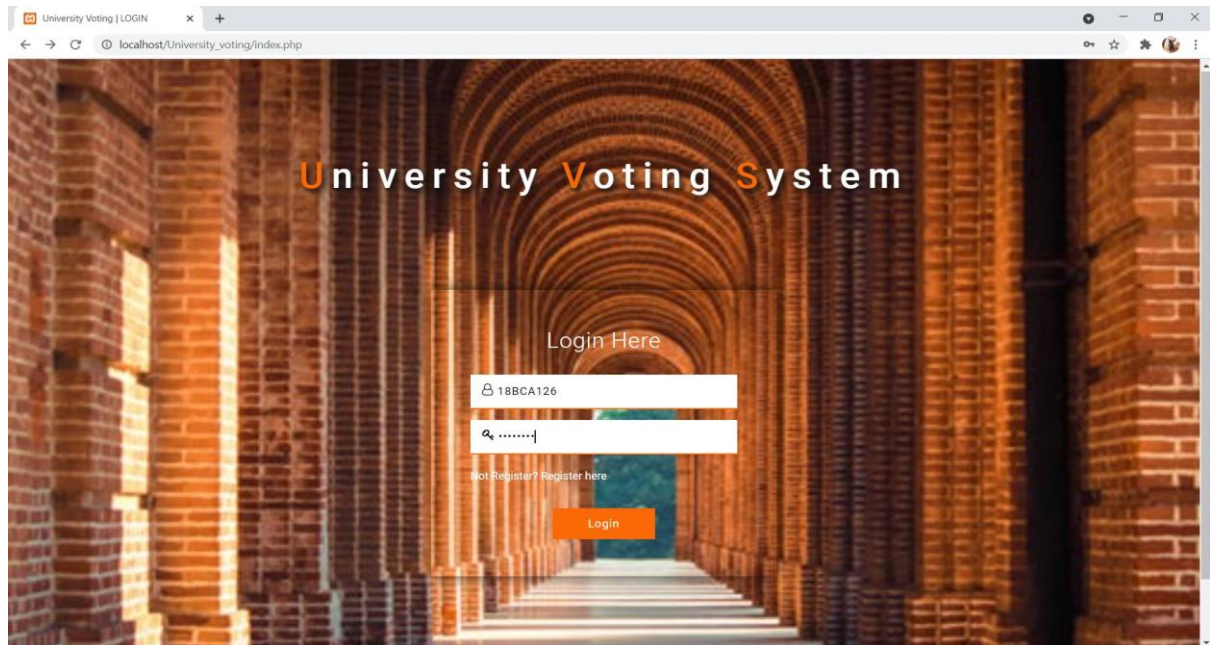 University Voting | LOGIN
localhost/University_voting/index.php
University Voting System
Login Here
18BCA126
••••••••
Not Register? Register here
Login